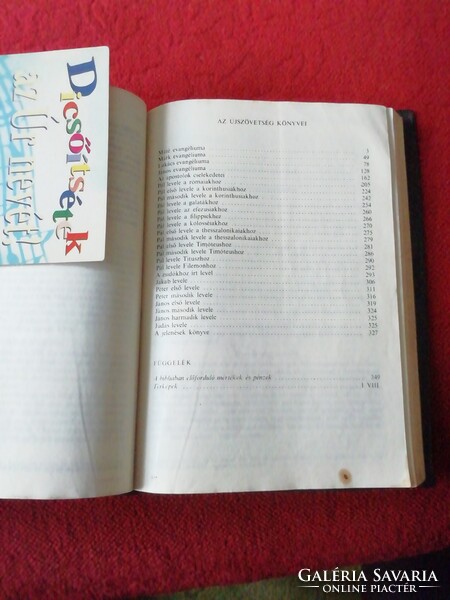 Dicsőítsétek
az Úr nevét!
AZ ÚJSZÖVETSÉG KÖNYVEI
Máté evangéliuma 5
Márk evangéliuma 49
Lukács evangéliuma 78
János evangéliuma 128
Az apostolok cselekedetei 162
Pál levele a rómaiakhoz 205
Pál első levele a korinthusiakhoz 224
Pál második levele a korinthusiakhoz 242
Pál levele a galatákhoz 254
Pál levele az efezusiakhoz 260
Pál levele a filippiekhez 266
Pál levele a kolosséiakhoz 270
Pál első levele a thesszalonikaiakhoz 273
Pál második levele a thesszalonikaiakhoz 277
Pál első levele Timóteushoz 279
Pál második levele Timóteushoz 286
Pál levele Tituszhoz 290
Pál levele Filemonhoz 292
A zsidókhoz írt levél 293
Jakab levele 306
Péter első levele 311
Péter második levele 316
János első levele 319
János második levele 324
János harmadik levele 325
Júdás levele 325
A jelenések könyve 327
FÜGGELÉK
A bibliában előforduló mértékek és pénzek 340
Térképek I–VIII.
GALÉRIA SAVARIA
ONLINE PIACTÉR